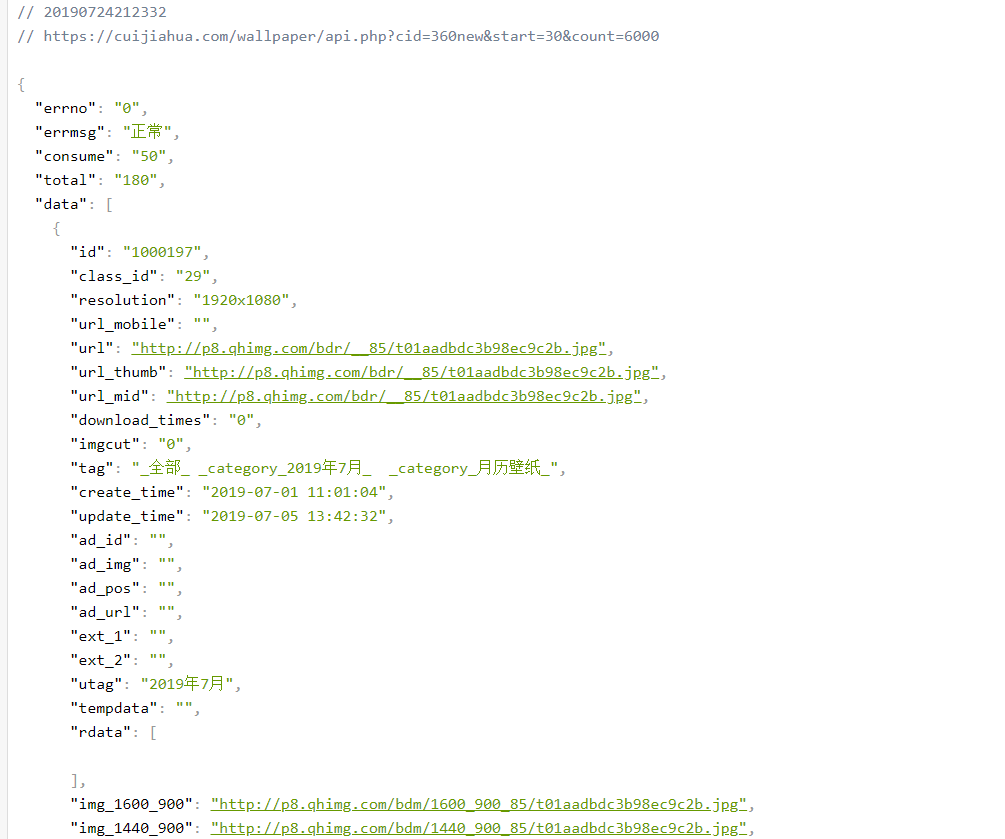 // 20190724212332
// https://cuijiahua.com/wallpaper/api.php?cid=360new&start=30&count=6000
{
"errno": "0",
"errmsg": "正常",
"consume": "50",
"total": "180",
"data": [
{
"id": "1000197",
"class_id": "29",
"resolution": "1920x1080",
"url_mobile": "",
"url": "http://p8.qhimg.com/bdr/__85/t01aadbdc3b98ec9c2b.jpg",
"url_thumb": "http://p8.qhimg.com/bdr/__85/t01aadbdc3b98ec9c2b.jpg",
"url_mid": "http://p8.qhimg.com/bdr/__85/t01aadbdc3b98ec9c2b.jpg",
"download_times": "0",
"imgcut": "0",
"tag": "_全部_ _category_2019年7月_  _category_月历壁纸_",
"create_time": "2019-07-01 11:01:04",
"update_time": "2019-07-05 13:42:32",
"ad_id": "",
"ad_img": "",
"ad_pos": "",
"ad_url": "",
"ext_1": "",
"ext_2": "",
"utag": "2019年7月",
"tempdata": "",
"rdata": [
],
"img_1600_900": "http://p8.qhimg.com/bdm/1600_900_85/t01aadbdc3b98ec9c2b.jpg",
"img_1440_900": "http://p8.qhimg.com/bdm/1440_900_85/t01aadbdc3b98ec9c2b.jpg",